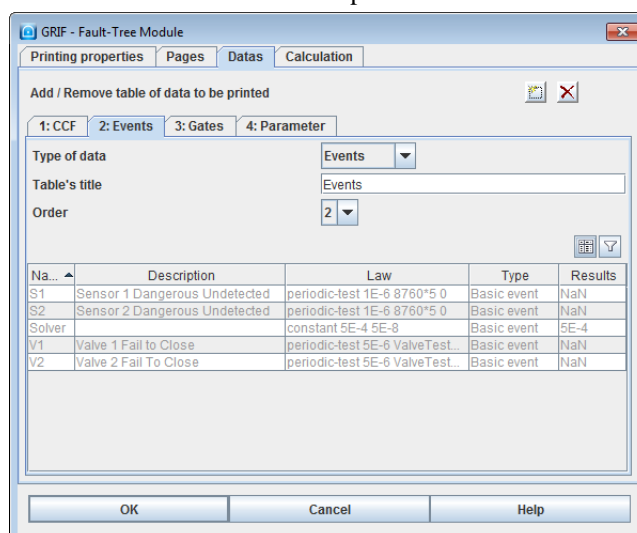 GRIF - Fault-Tree Module
Printing properties Pages Datas Calculation
Add / Remove table of data to be printed
1: CCF 2: Events 3: Gates 4: Parameter
Type of data Events
Table's title Events
Order 2
Na... Description Law Type Results
S1 Sensor 1 Dangerous Undetected periodic-test 1E-6 8760*5 0 Basic event NaN
S2 Sensor 2 Dangerous Undetected periodic-test 1E-6 8760*5 0 Basic event NaN
Solver constant 5E-4 5E-8 Basic event 5E-4
V1 Valve 1 Fail to Close periodic-test 5E-6 ValveTest... Basic event NaN
V2 Valve 2 Fail To Close periodic-test 5E-6 ValveTest... Basic event NaN
OK Cancel Help